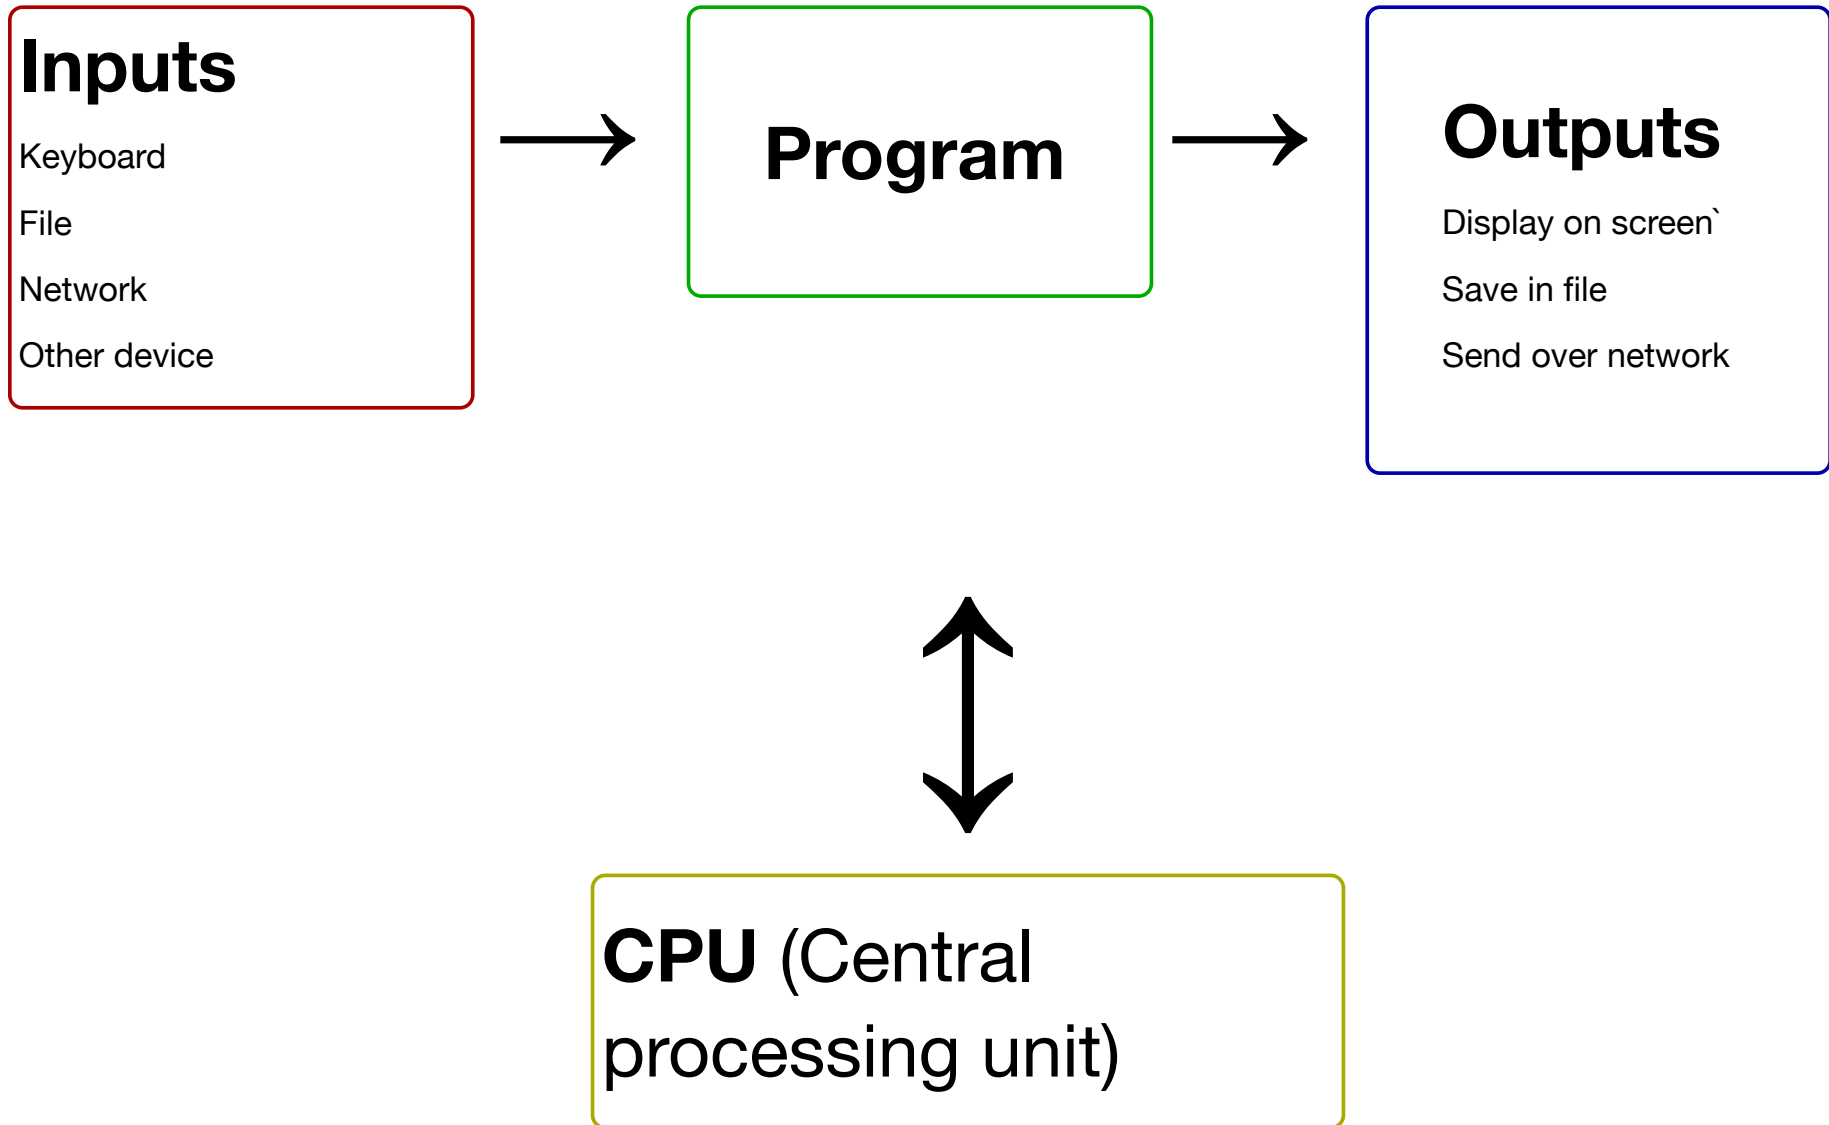 Inputs
Keyboard
File
Network
Other device
Program
Outputs
Display on screen`
Save in file
Send over network
CPU (Central
processing unit)